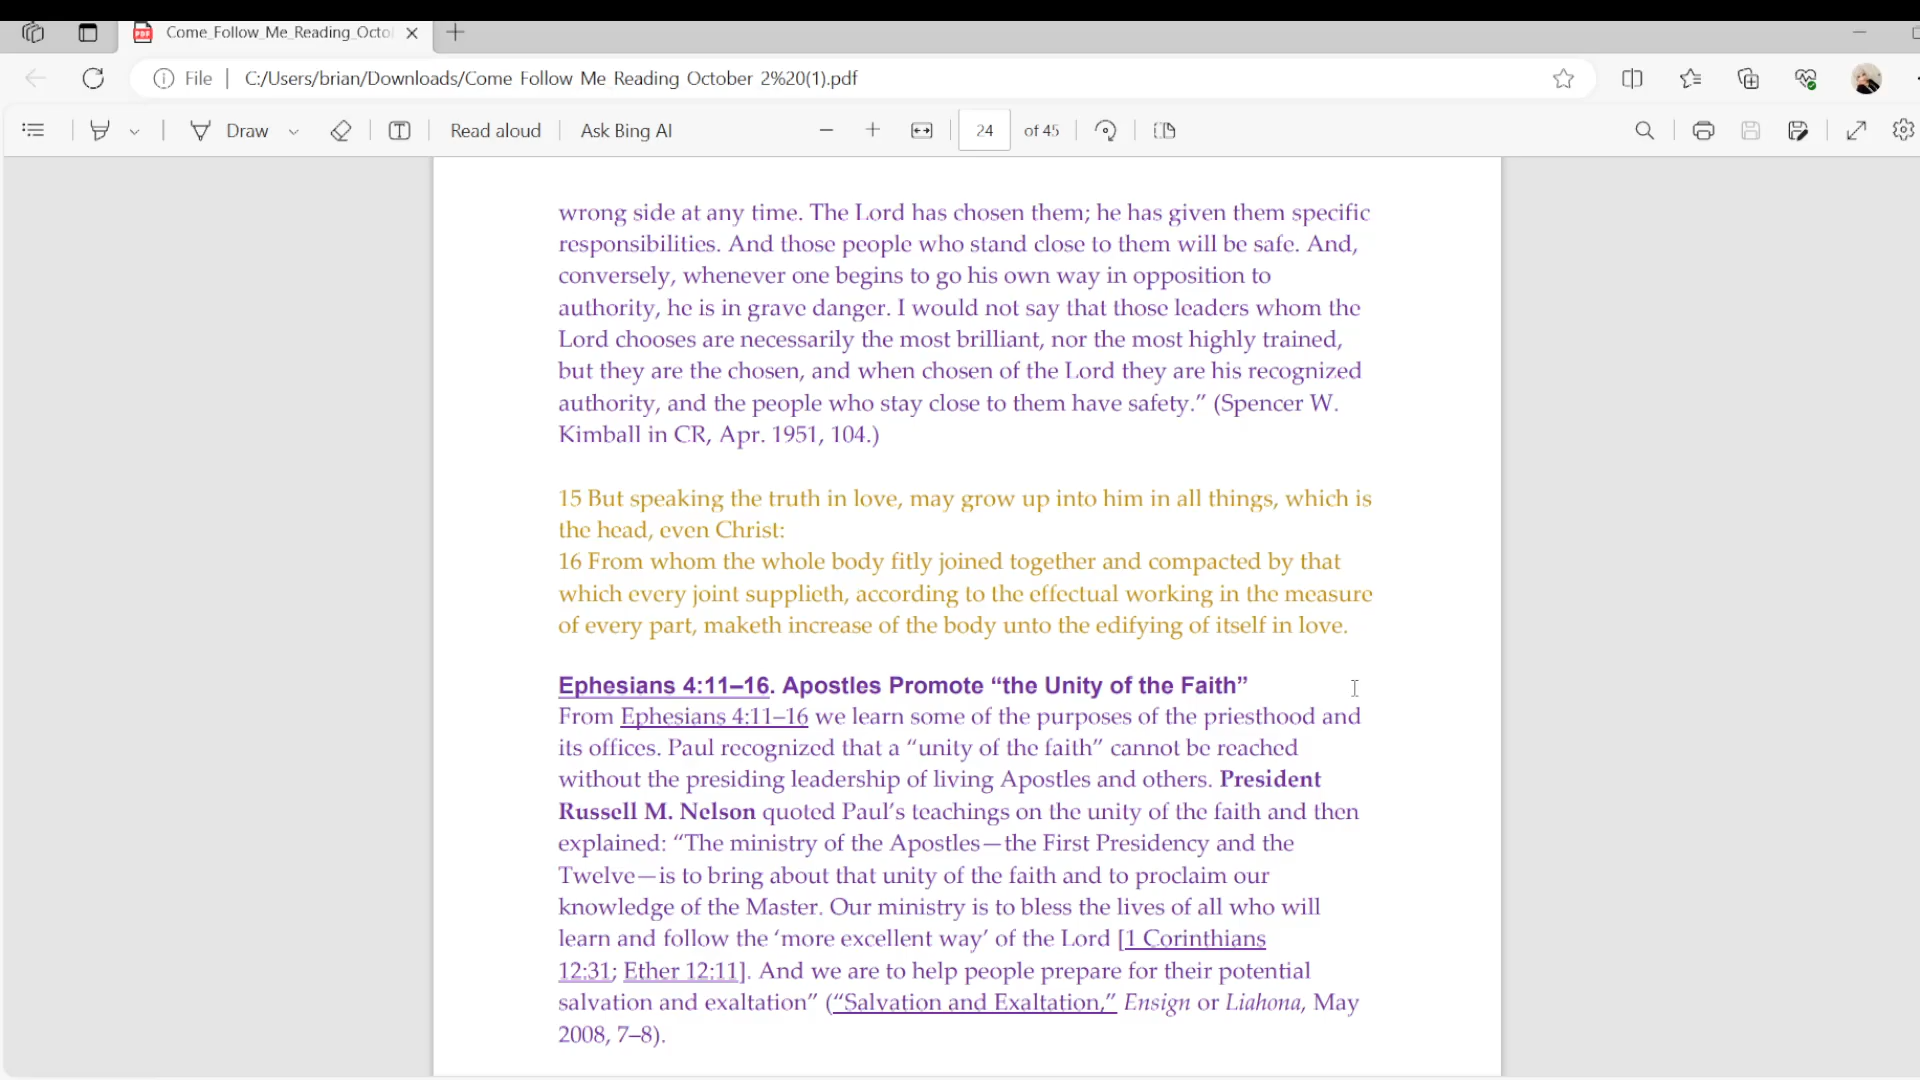 Come_Follow_Me_Reading_Octo
File
C:/Users/brian/Downloads/Come Follow Me Reading October 2%20(1).pdf
Draw
Read aloud
Ask Bing AI
24
of 45
wrong side at any time. The Lord has chosen them; he has given them specific
responsibilities. And those people who stand close to them will be safe. And,
conversely, whenever one begins to go his own way in opposition to
authority, he is in grave danger. I would not say that those leaders whom the
Lord chooses are necessarily the most brilliant, nor the most highly trained,
but they are the chosen, and when chosen of the Lord they are his recognized
authority, and the people who stay close to them have safety.” (Spencer W.
Kimball in CR, Apr. 1951, 104.)
15 But speaking the truth in love, may grow up into him in all things, which is
the head, even Christ:
16 From whom the whole body fitly joined together and compacted by that
which every joint supplieth, according to the effectual working in the measure
of every part, maketh increase of the body unto the edifying of itself in love.
Ephesians 4:11–16. Apostles Promote “the Unity of the Faith”
From Ephesians 4:11–16 we learn some of the purposes of the priesthood and
its offices. Paul recognized that a “unity of the faith” cannot be reached
without the presiding leadership of living Apostles and others. President
Russell M. Nelson quoted Paul’s teachings on the unity of the faith and then
explained: “The ministry of the Apostles—the First Presidency and the
Twelve—is to bring about that unity of the faith and to proclaim our
knowledge of the Master. Our ministry is to bless the lives of all who will
learn and follow the ‘more excellent way’ of the Lord [1 Corinthians
12:31; Ether 12:11]. And we are to help people prepare for their potential
salvation and exaltation” (“Salvation and Exaltation,” Ensign or Liahona, May
2008, 7–8).